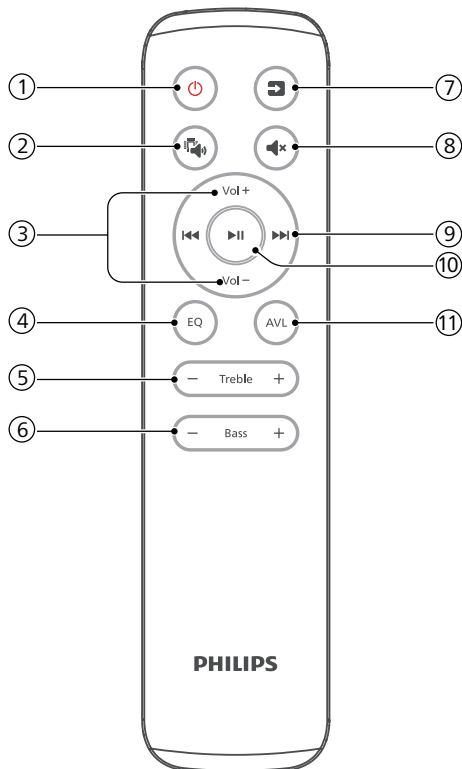 ① ⑦
② ⑧
Vol +
③ ⑨
⑩
Vol −
④ EQ AVL ⑪
⑤ − Treble +
⑥ − Bass +
PHILIPS